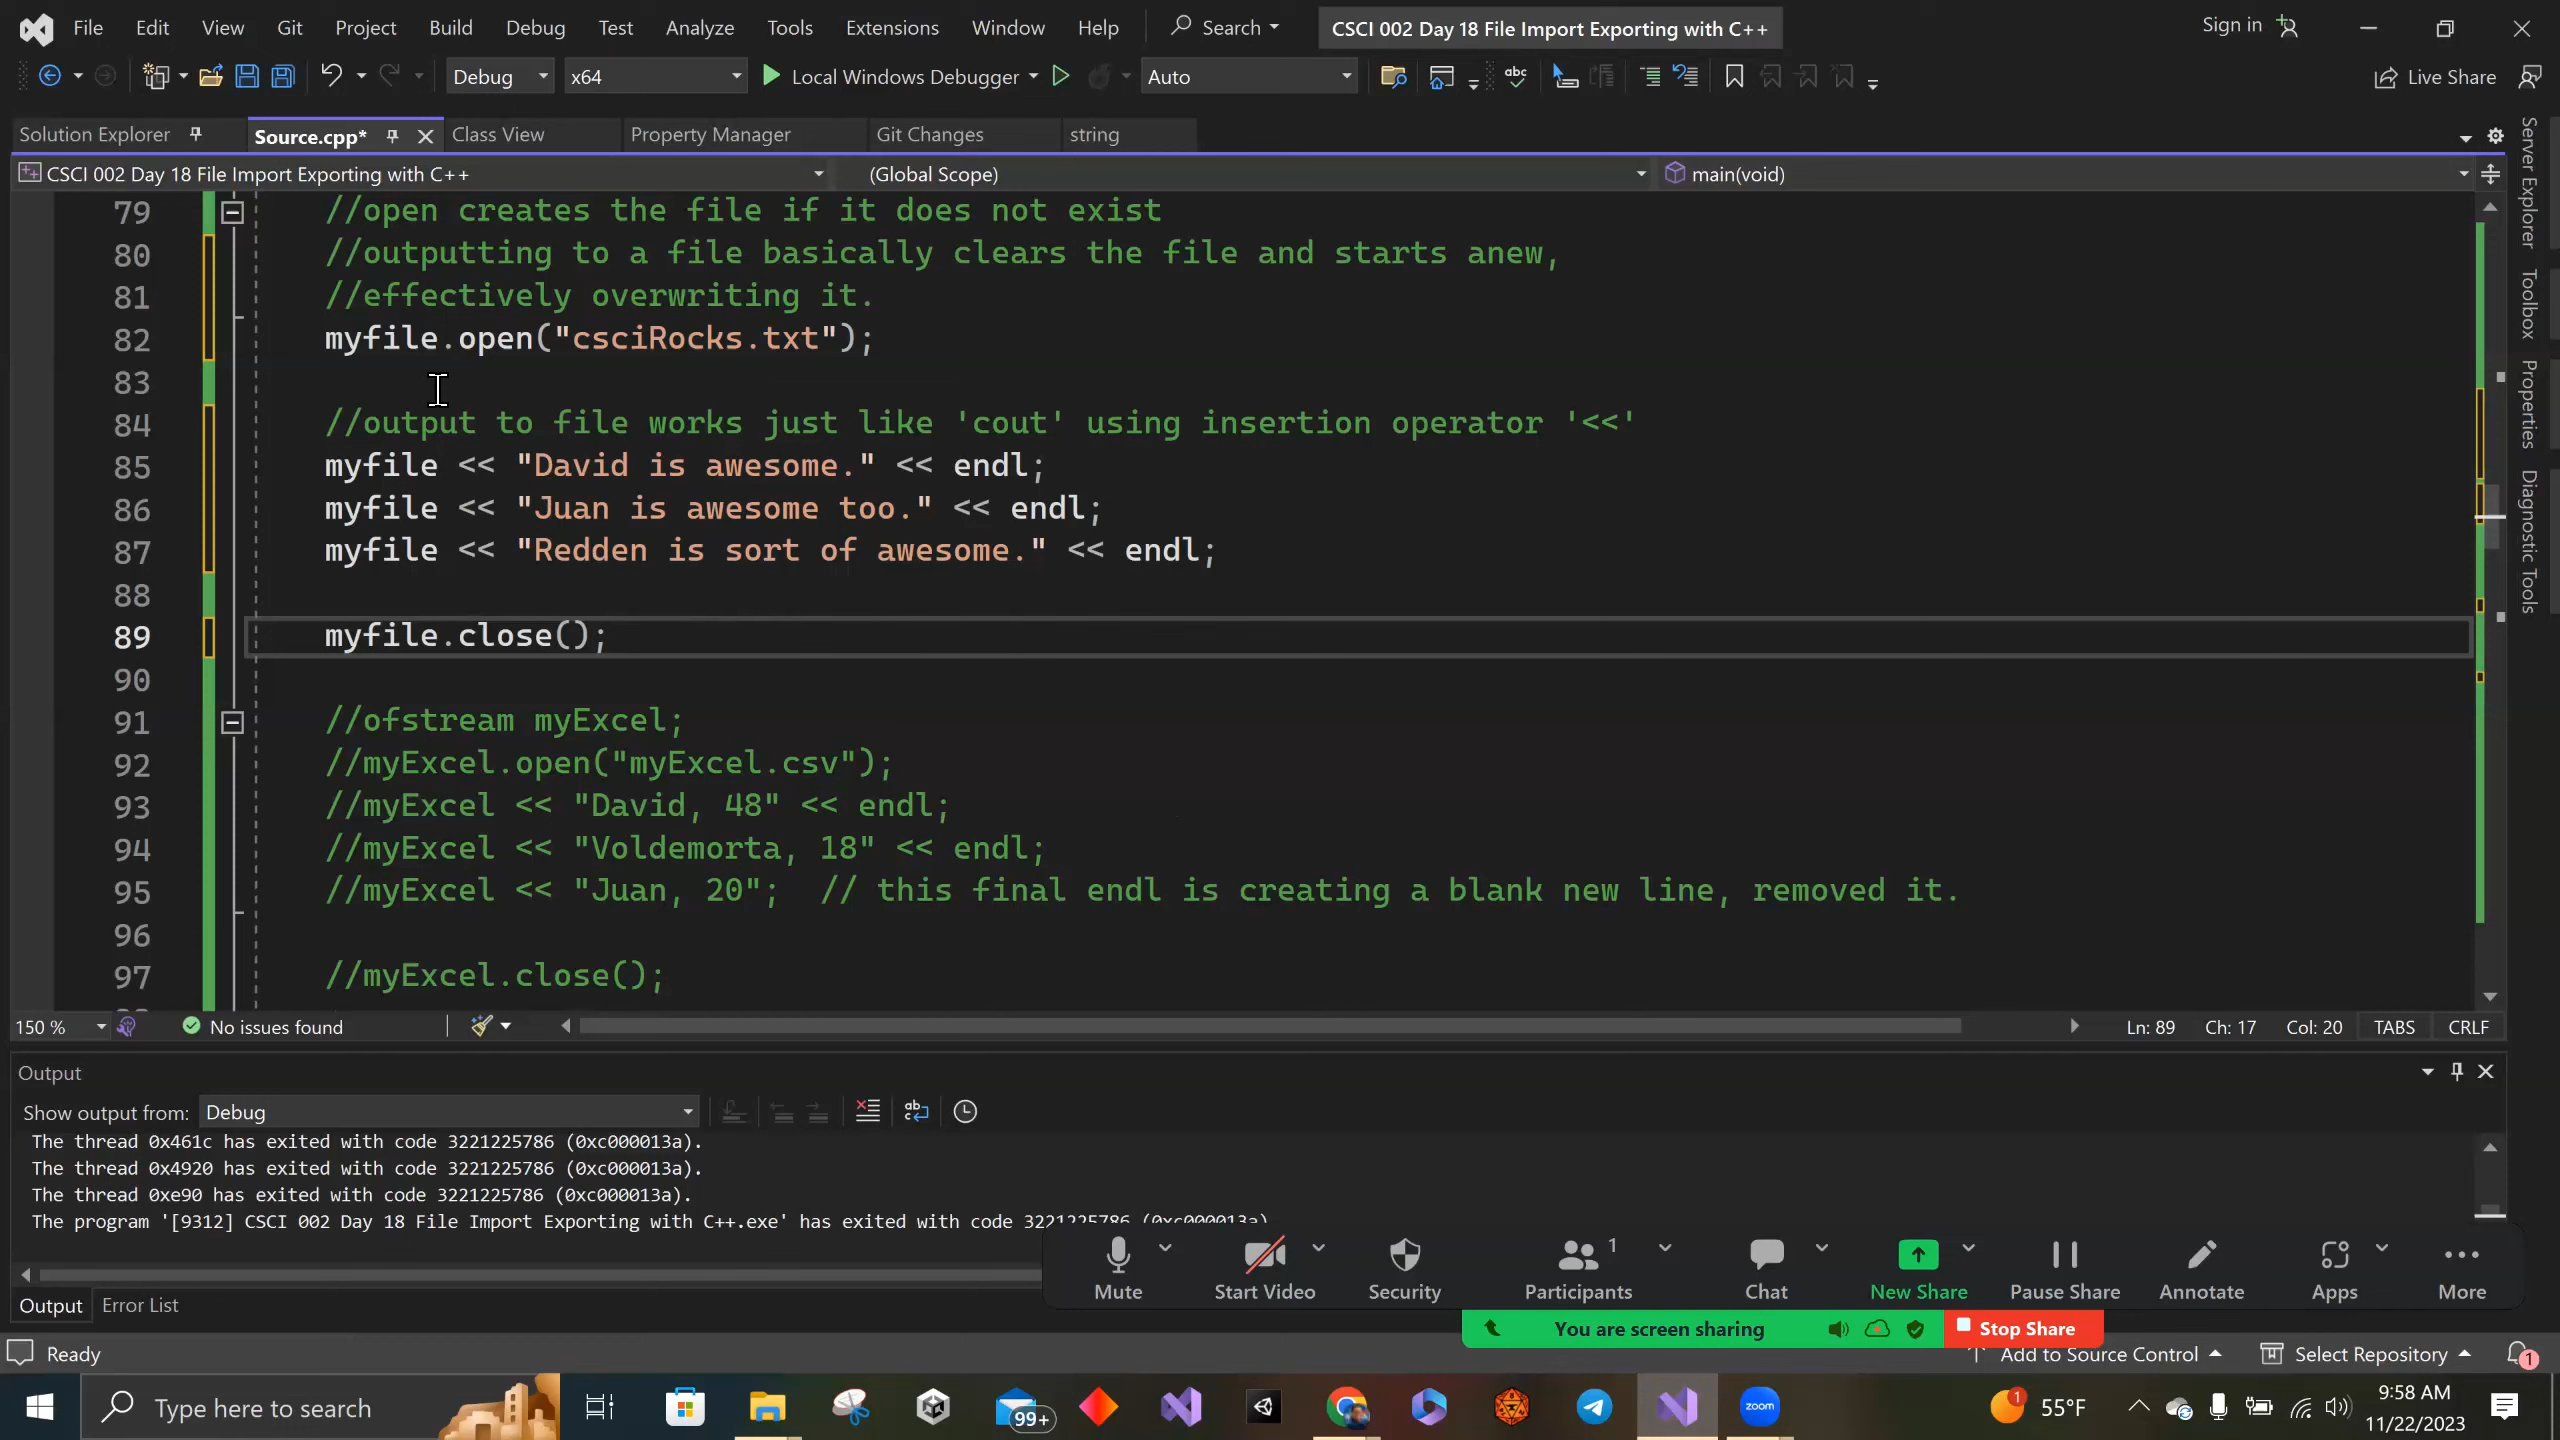 File Edit View Git Project Build Debug Test Analyze Tools Extensions Window Help Search CSCI 002 Day 18 File Import Exporting with C++ Sign in
Debug x64 Local Windows Debugger Auto Live Share
Solution Explorer Source.cpp* Class View Property Manager Git Changes string
CSCI 002 Day 18 File Import Exporting with C++ (Global Scope) main(void)
79 //open creates the file if it does not exist
80 //outputting to a file basically clears the file and starts anew,
81 //effectively overwriting it.
82 myfile.open("csciRocks.txt");
83
84 //output to file works just like 'cout' using insertion operator '<<'
85 myfile << "David is awesome." << endl;
86 myfile << "Juan is awesome too." << endl;
87 myfile << "Redden is sort of awesome." << endl;
88
89 myfile.close();
90
91 //ofstream myExcel;
92 //myExcel.open("myExcel.csv");
93 //myExcel << "David, 48" << endl;
94 //myExcel << "Voldemorta, 18" << endl;
95 //myExcel << "Juan, 20"; // this final endl is creating a blank new line, removed it.
96
97 //myExcel.close();
Server Explorer
Toolbox
Properties
Diagnostic Tools
150 % No issues found Ln: 89 Ch: 17 Col: 20 TABS CRLF
Output
Show output from: Debug
The thread 0x461c has exited with code 3221225786 (0xc000013a).
The thread 0x4920 has exited with code 3221225786 (0xc000013a).
The thread 0xe90 has exited with code 3221225786 (0xc000013a).
The program '[9312] CSCI 002 Day 18 File Import Exporting with C++.exe' has exited with code 3221225786 (0xc000013a)
1
Mute Start Video Security Participants Chat New Share Pause Share Annotate Apps More
Output Error List
You are screen sharing Stop Share
Ready Add to Source Control Select Repository 1
Type here to search 99+ zoom 1 55°F 9:58 AM
11/22/2023